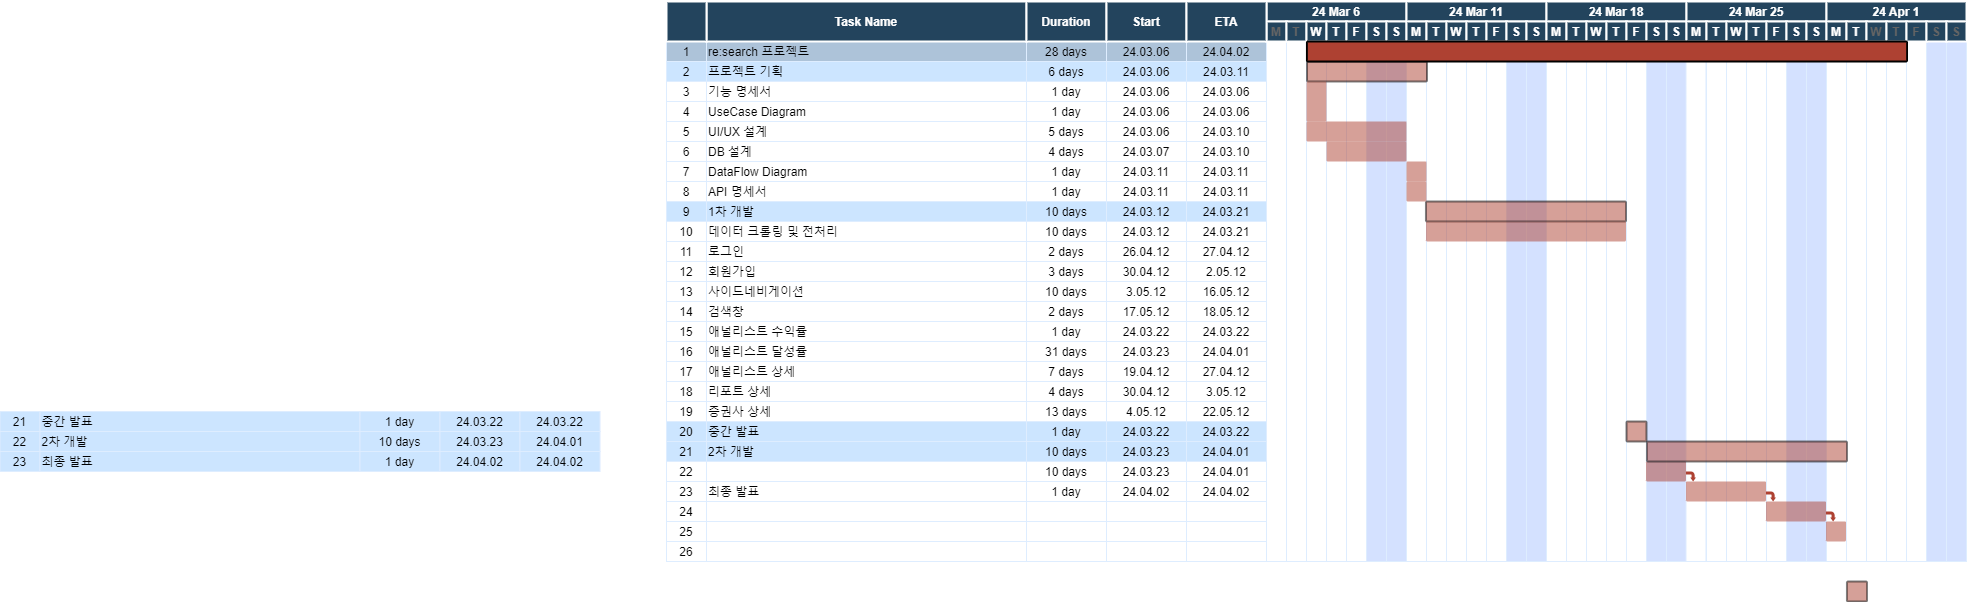 Task Name Duration Start ETA 24 Mar 6 24 Mar 11 24 Mar 18 24 Mar 25 24 Apr 1
M T W T F S S M T W T F S S M T W T F S S M T W T F S S M T W T F S S
1 re:search 프로젝트 28 days 24.03.06 24.04.02
2 프로젝트 기획 6 days 24.03.06 24.03.11
3 기능 명세서 1 day 24.03.06 24.03.06
4 UseCase Diagram 1 day 24.03.06 24.03.06
5 UI/UX 설계 5 days 24.03.06 24.03.10
6 DB 설계 4 days 24.03.07 24.03.10
7 DataFlow Diagram 1 day 24.03.11 24.03.11
8 API 명세서 1 day 24.03.11 24.03.11
9 1차 개발 10 days 24.03.12 24.03.21
10 데이터 크롤링 및 전처리 10 days 24.03.12 24.03.21
11 로그인 2 days 26.04.12 27.04.12
12 회원가입 3 days 30.04.12 2.05.12
13 사이드네비게이션 10 days 3.05.12 16.05.12
14 검색창 2 days 17.05.12 18.05.12
15 애널리스트 수익률 1 day 24.03.22 24.03.22
16 애널리스트 달성률 31 days 24.03.23 24.04.01
17 애널리스트 상세 7 days 19.04.12 27.04.12
18 리포트 상세 4 days 30.04.12 3.05.12
19 증권사 상세 13 days 4.05.12 22.05.12
20 중간 발표 1 day 24.03.22 24.03.22
21 2차 개발 10 days 24.03.23 24.04.01
22 10 days 24.03.23 24.04.01
23 최종 발표 1 day 24.04.02 24.04.02
24
25
26
21 중간 발표 1 day 24.03.22 24.03.22
22 2차 개발 10 days 24.03.23 24.04.01
23 최종 발표 1 day 24.04.02 24.04.02